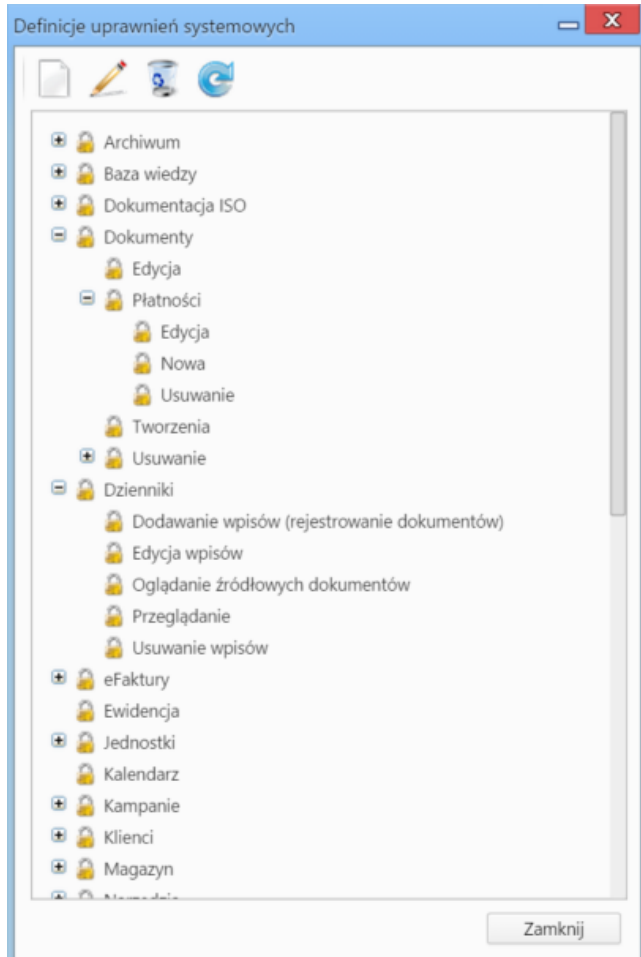 Definicje uprawnień systemowych
Archiwum
Baza wiedzy
Dokumentacja ISO
Dokumenty
Edycja
Płatności
Edycja
Nowa
Usuwanie
Tworzenia
Usuwanie
Dzienniki
Dodawanie wpisów (rejestrowanie dokumentów)
Edycja wpisów
Oglądanie źródłowych dokumentów
Przeglądanie
Usuwanie wpisów
eFaktury
Ewidencja
Jednostki
Kalendarz
Kampanie
Klienci
Magazyn
Zamknij